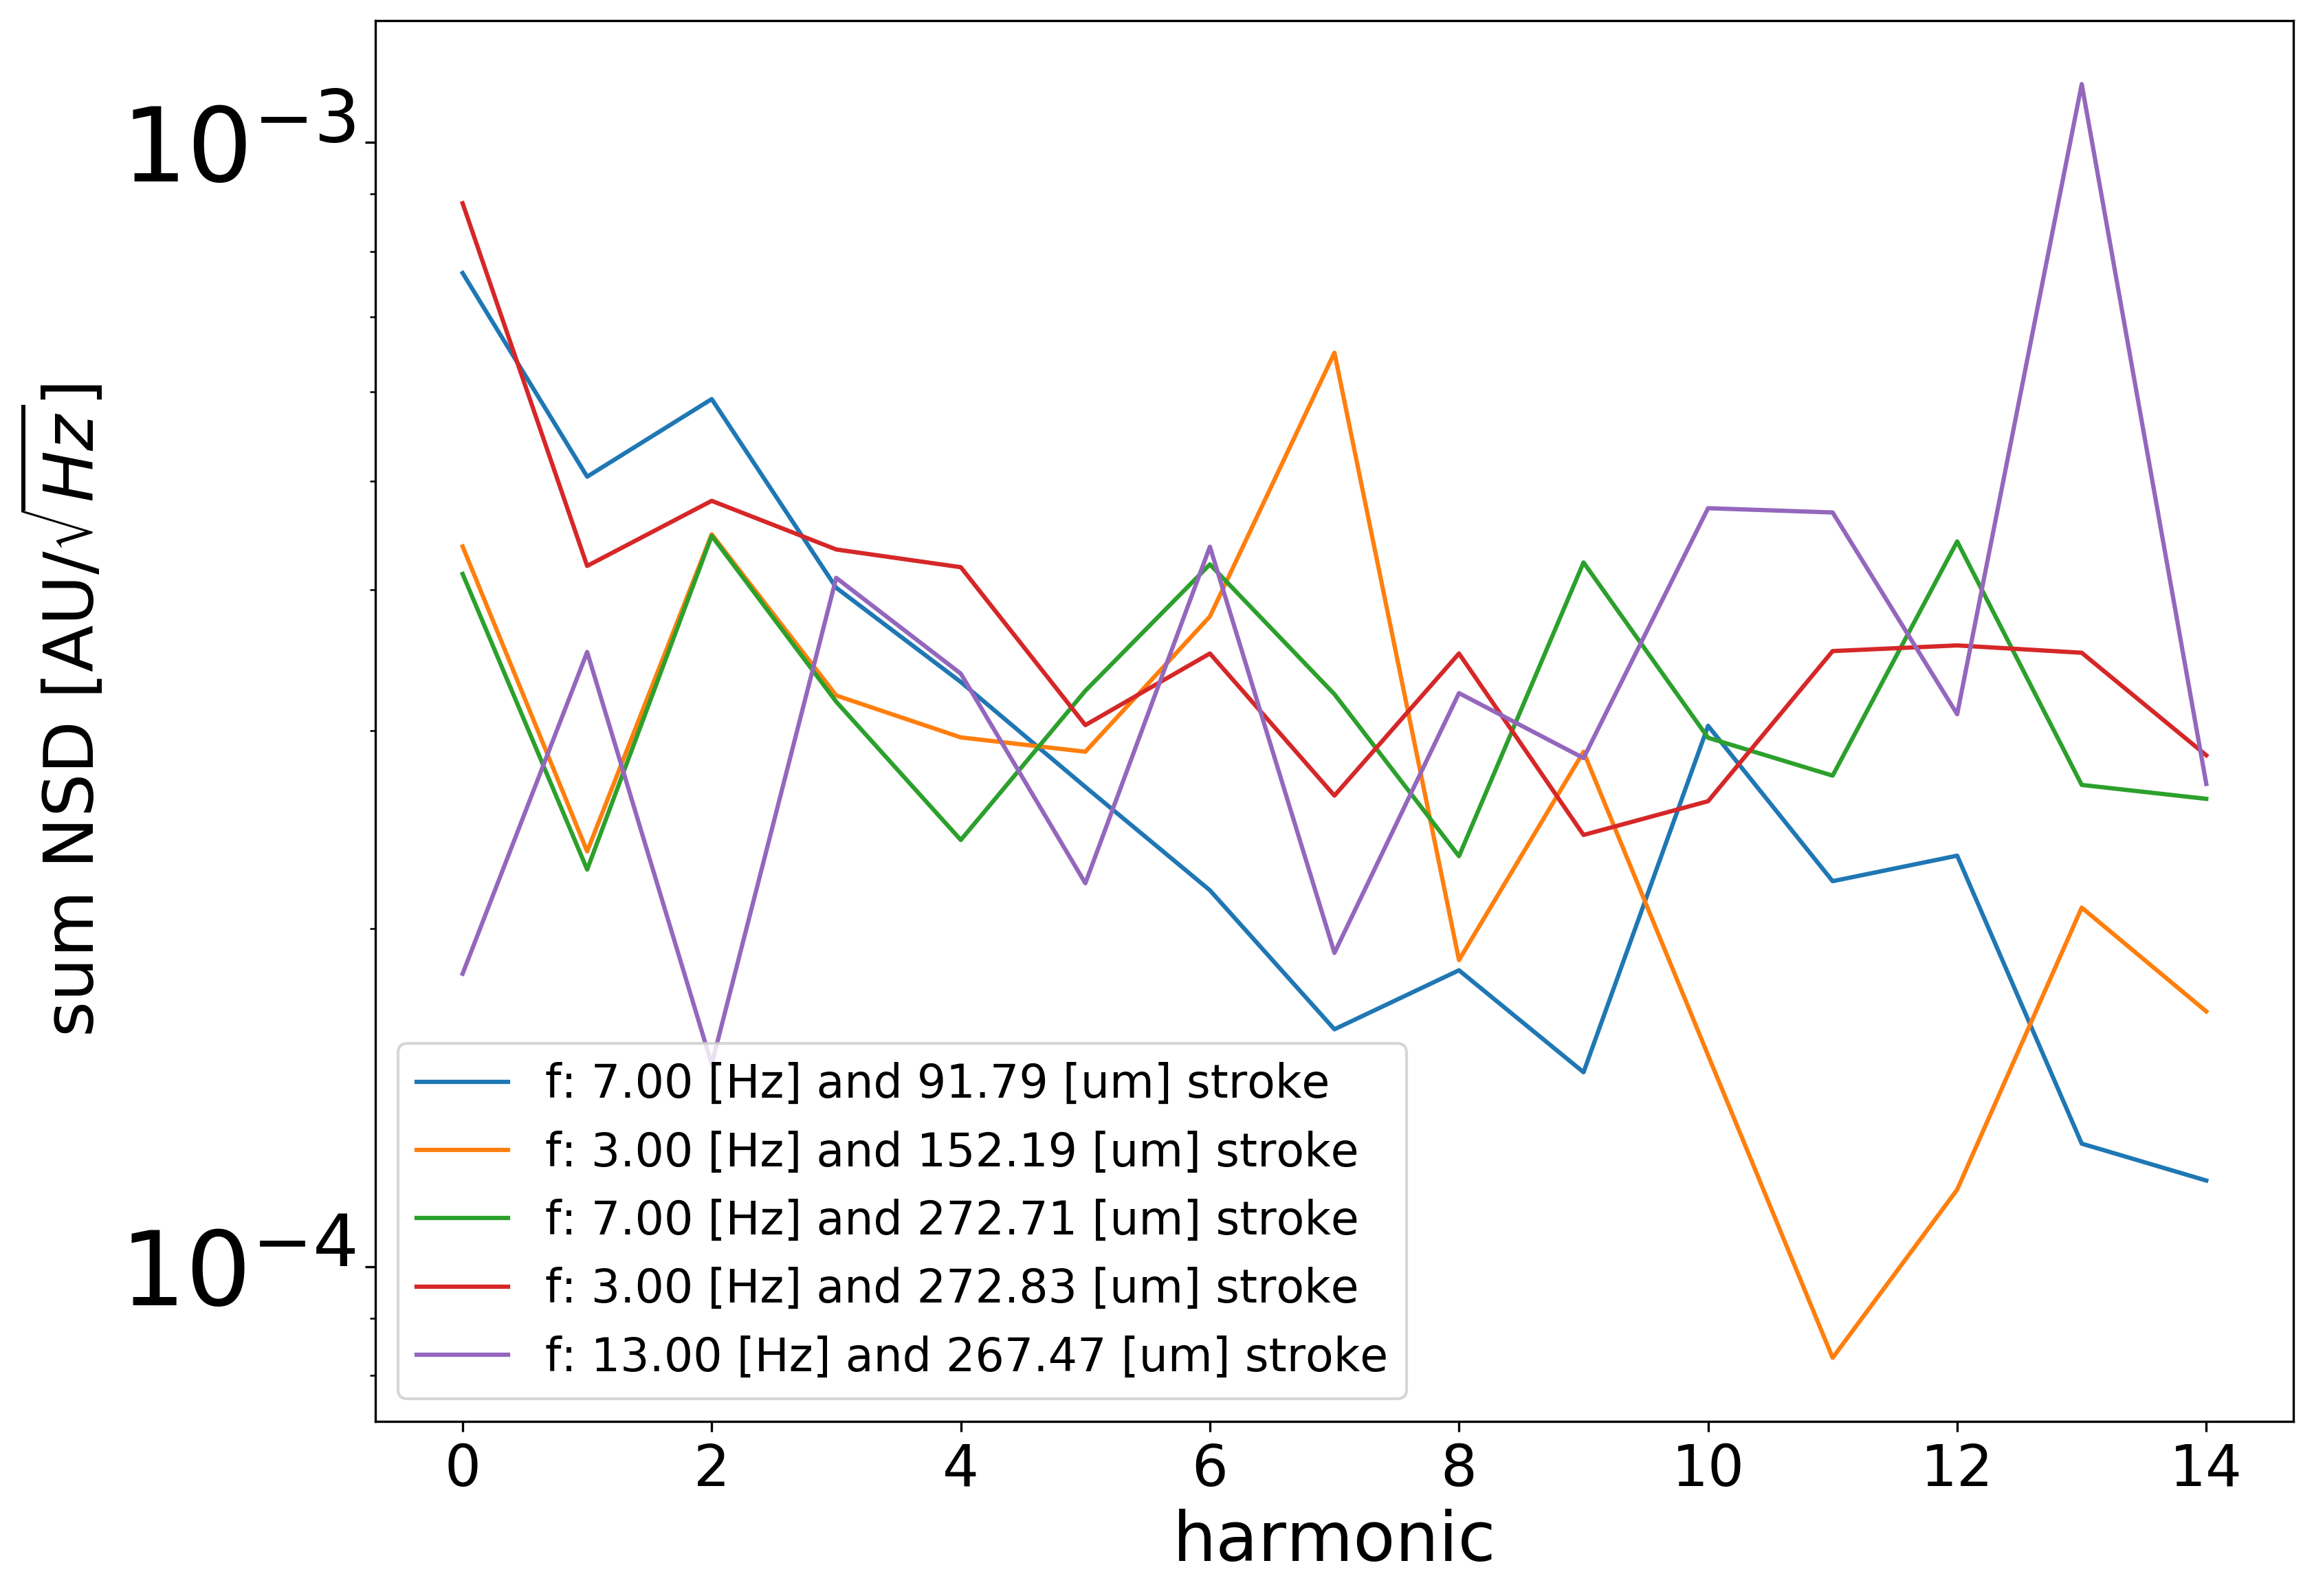 10⁻³
10⁻⁴
sum NSD [AU/√Hz]
f: 7.00 [Hz] and 91.79 [um] stroke
f: 3.00 [Hz] and 152.19 [um] stroke
f: 7.00 [Hz] and 272.71 [um] stroke
f: 3.00 [Hz] and 272.83 [um] stroke
f: 13.00 [Hz] and 267.47 [um] stroke
0 2 4 6 8 10 12 14
harmonic